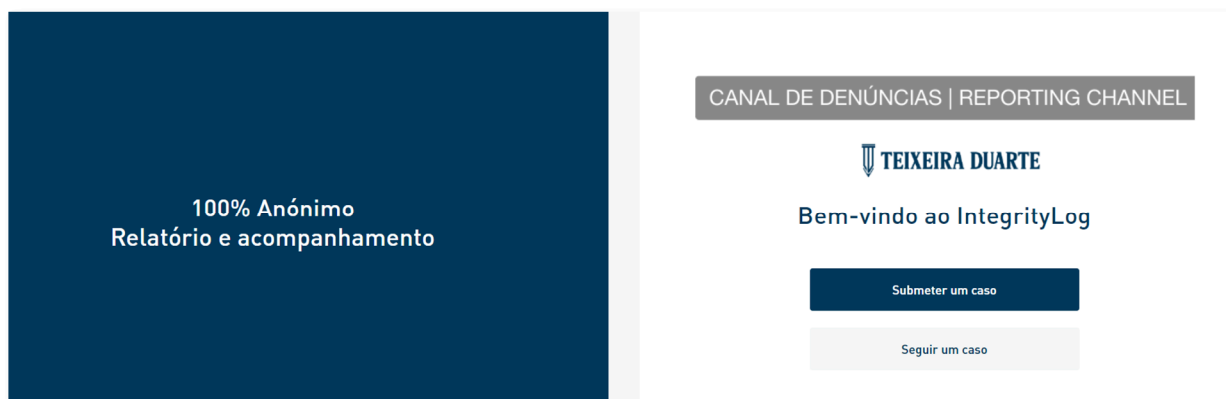 100% Anónimo
Relatório e acompanhamento
CANAL DE DENÚNCIAS | REPORTING CHANNEL
TEIXEIRA DUARTE
Bem-vindo ao IntegrityLog
Submeter um caso
Seguir um caso